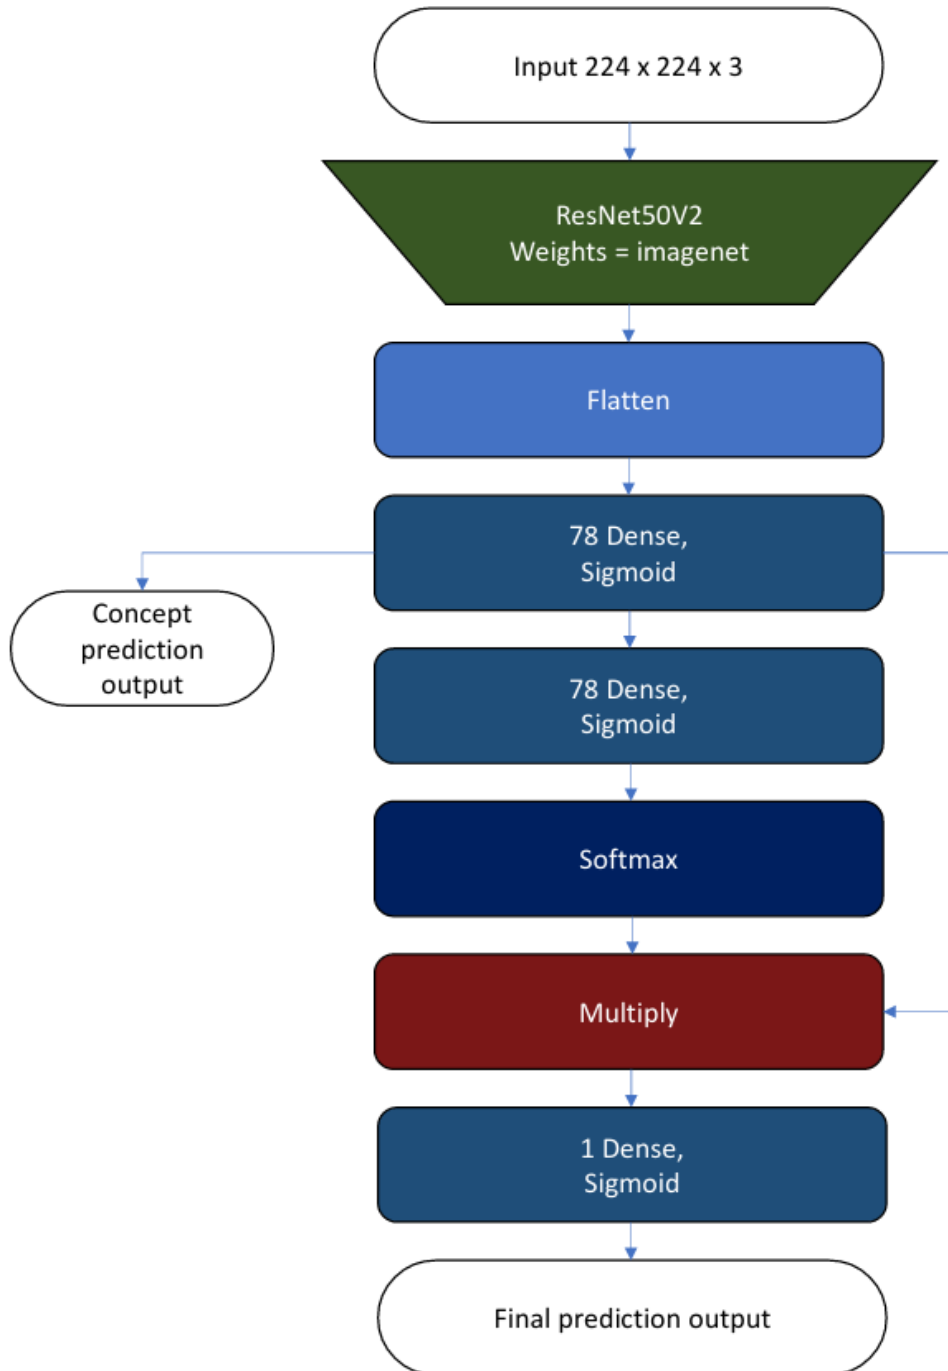 Input 224 x 224 x 3
ResNet50V2
Weights = imagenet
Flatten
78 Dense,
Sigmoid
Concept
prediction
output
78 Dense,
Sigmoid
Softmax
Multiply
1 Dense,
Sigmoid
Final prediction output